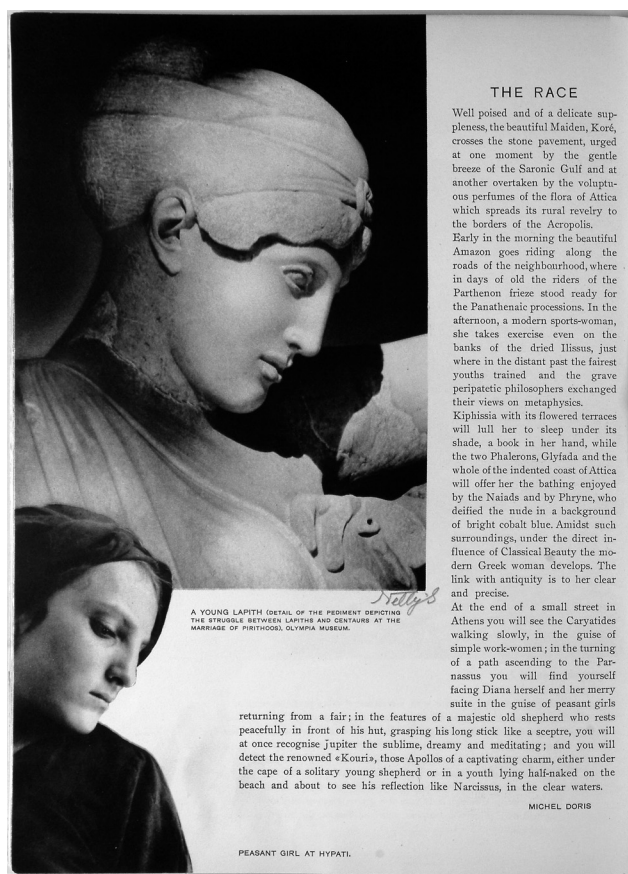 THE RACE
Well poised and of a delicate sup-
pleness, the beautiful Maiden, Koré,
crosses the stone pavement, urged
at one moment by the gentle
breeze of the Saronic Gulf and at
another overtaken by the voluptu-
ous perfumes of the flora of Attica
which spreads its rural revelry to
the borders of the Acropolis.
Early in the morning the beautiful
Amazon goes riding along the
roads of the neighbourhood, where
in days of old the riders of the
Parthenon frieze stood ready for
the Panathenaic processions. In the
afternoon, a modern sports-woman,
she takes exercise even on the
banks of the dried Ilissus, just
where in the distant past the fairest
youths trained and the grave
peripatetic philosophers exchanged
their views on metaphysics.
Kiphissia with its flowered terraces
will lull her to sleep under its
shade, a book in her hand, while
the two Phalerons, Glyfada and the
whole of the indented coast of Attica
will offer her the bathing enjoyed
by the Naiads and by Phryne, who
deified the nude in a background
of bright cobalt blue. Amidst such
surroundings, under the direct in-
fluence of Classical Beauty the mo-
dern Greek woman develops. The
link with antiquity is to her clear
and precise.
At the end of a small street in
Athens you will see the Caryatides
walking slowly, in the guise of
simple work-women; in the turning
of a path ascending to the Par-
nassus you will find yourself
facing Diana herself and her merry
suite in the guise of peasant girls
returning from a fair; in the features of a majestic old shepherd who rests
peacefully in front of his hut, grasping his long stick like a sceptre, you will
at once recognise Jupiter the sublime, dreamy and meditating; and you will
detect the renowned «Kouri», those Apollos of a captivating charm, either under
the cape of a solitary young shepherd or in a youth lying half-naked on the
beach and about to see his reflection like Narcissus, in the clear waters.
MICHEL DORIS
Nelly's
A YOUNG LAPITH (DETAIL OF THE PEDIMENT DEPICTING
THE STRUGGLE BETWEEN LAPITHS AND CENTAURS AT THE
MARRIAGE OF PIRITHOOS), OLYMPIA MUSEUM.
PEASANT GIRL AT HYPATI.